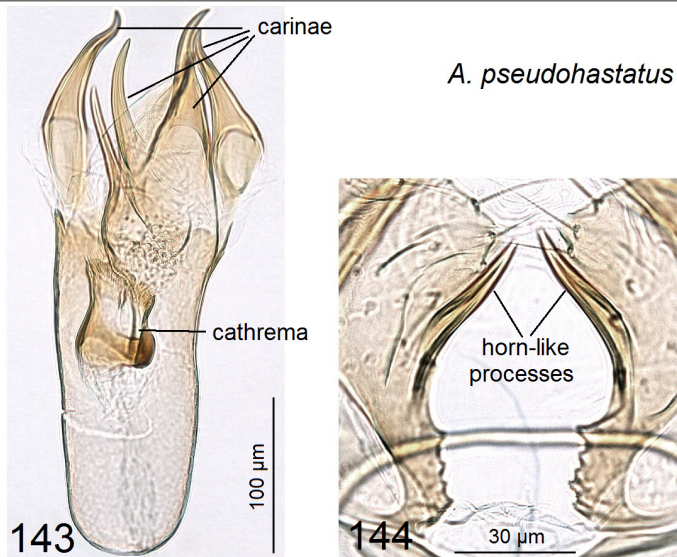 carinae
A. pseudohastatus
cathrema
horn-like
processes
100 µm
143
144
30 µm